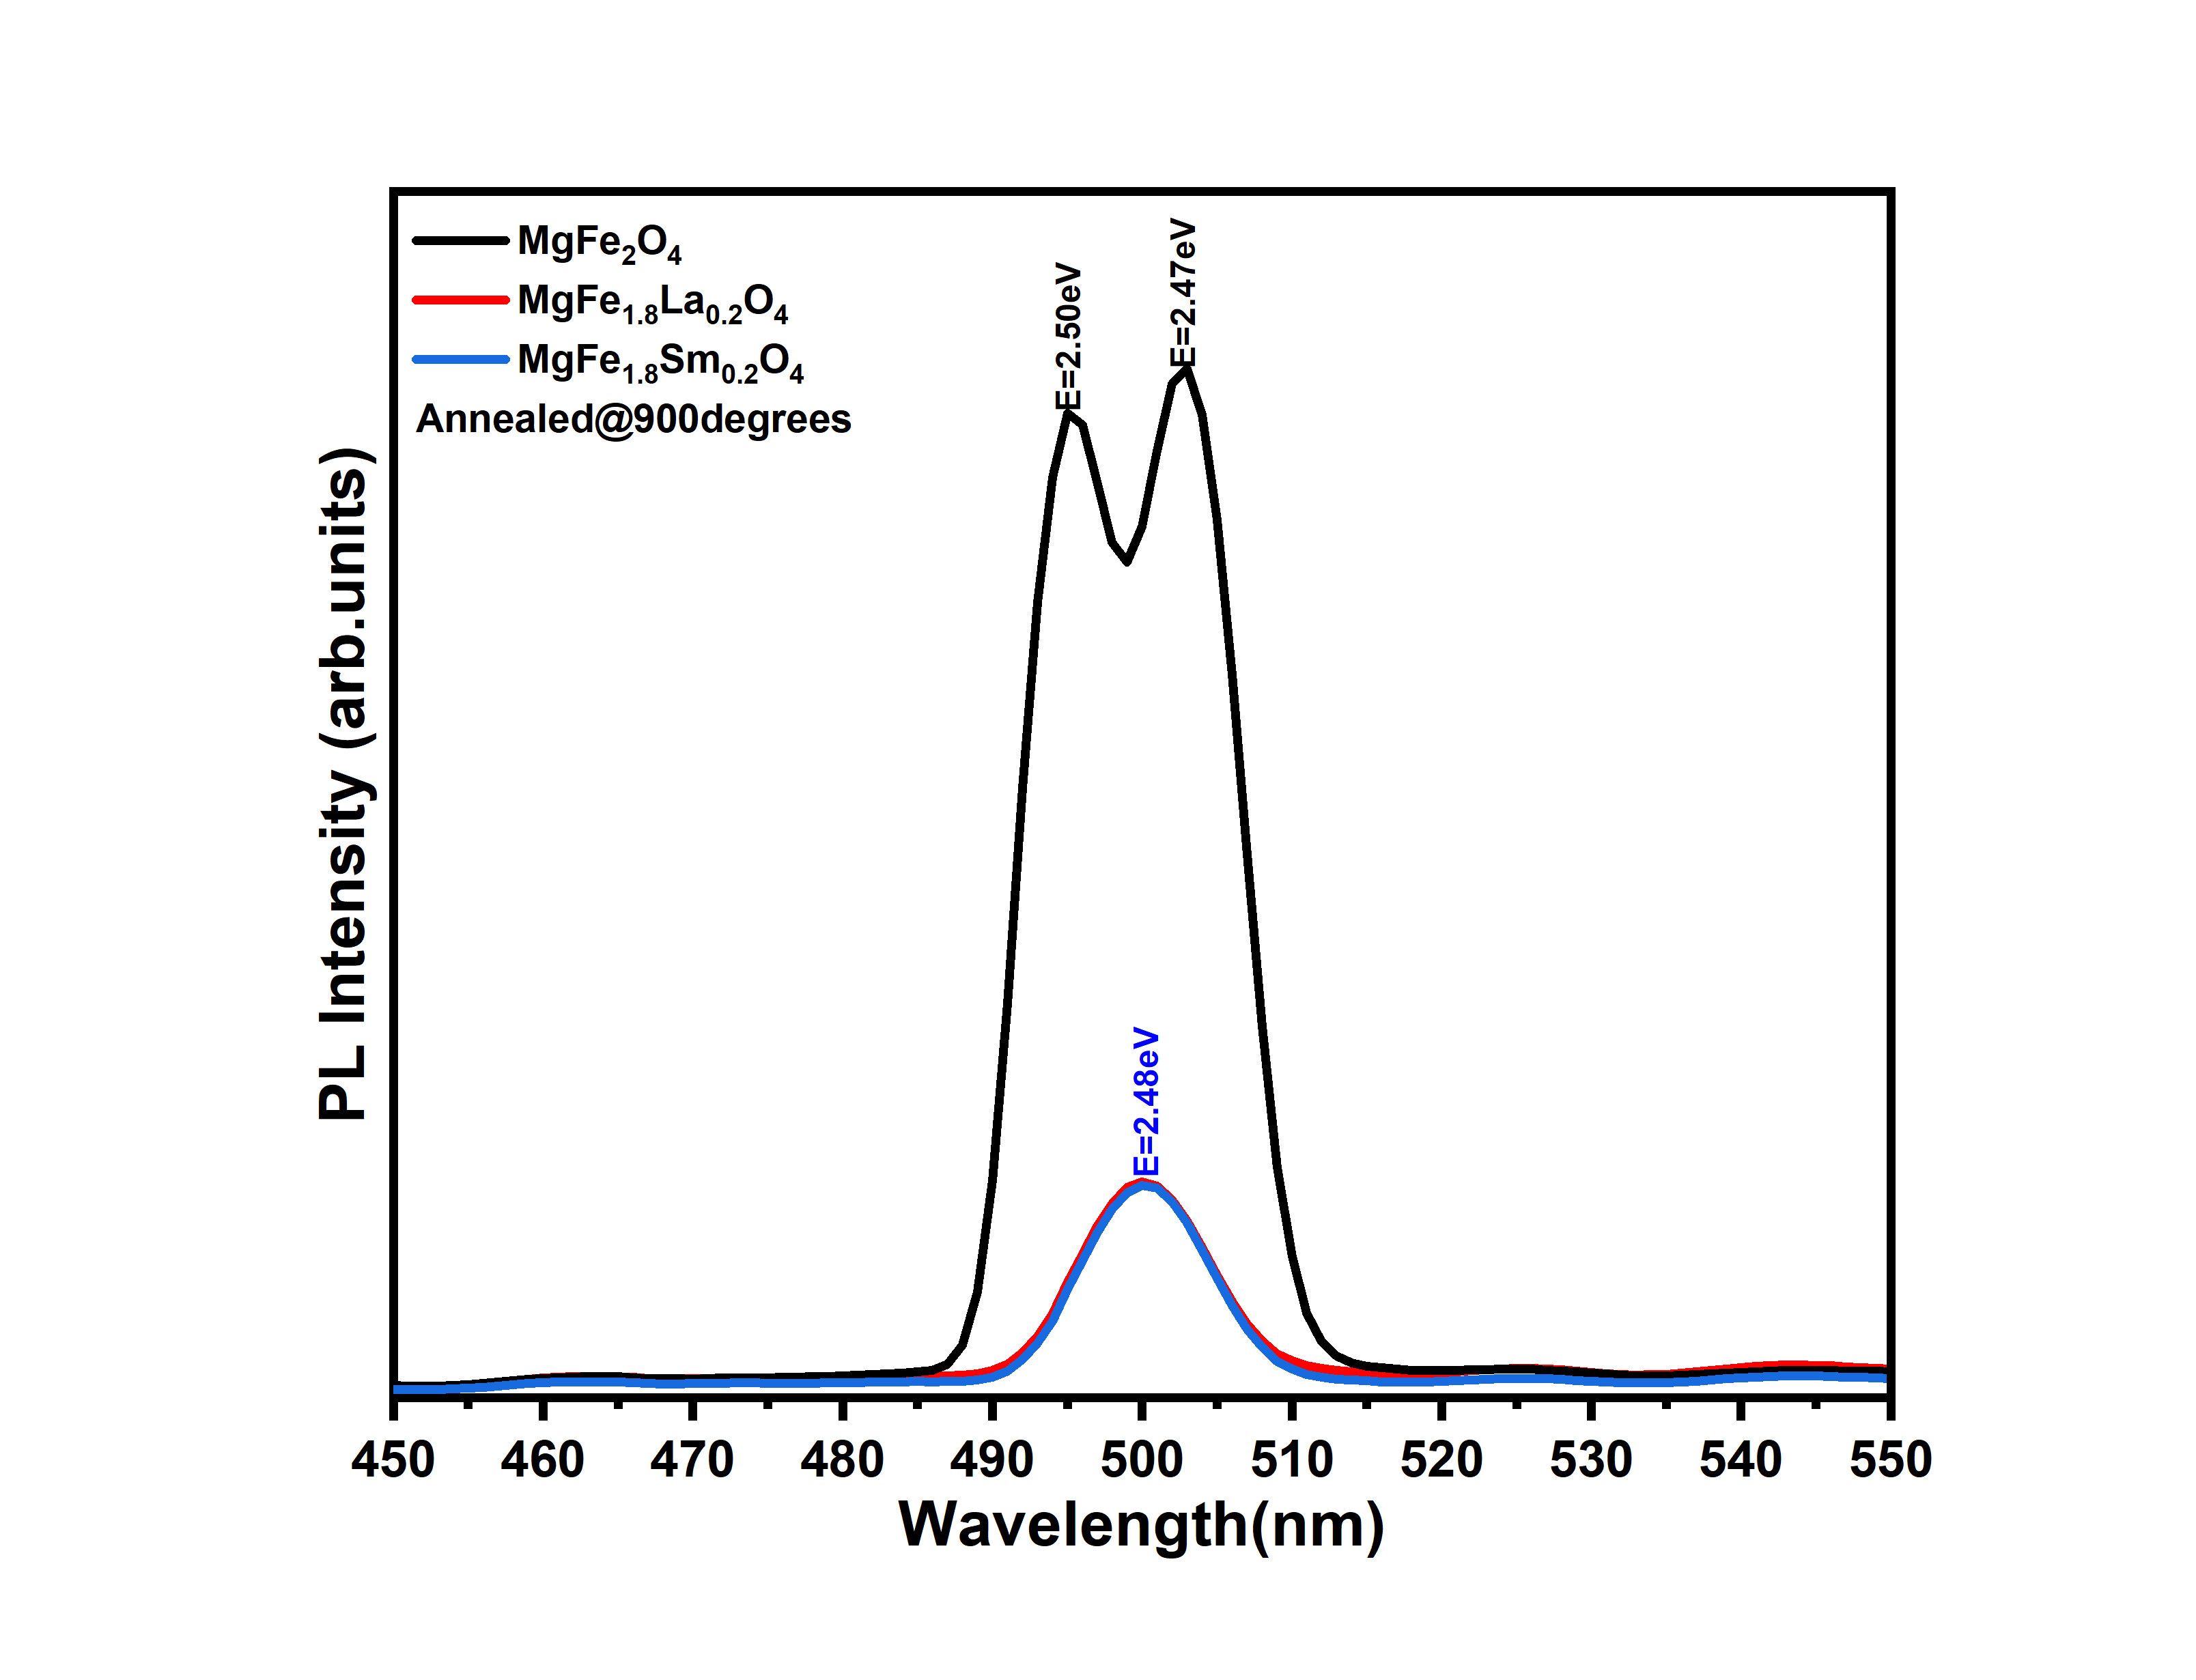 MgFe₂O₄
MgFe₁.₈La₀.₂O₄
MgFe₁.₈Sm₀.₂O₄
Annealed@900degrees
E=2.50eV
E=2.47eV
E=2.48eV
PL Intensity (arb.units)
450 460 470 480 490 500 510 520 530 540 550
Wavelength(nm)